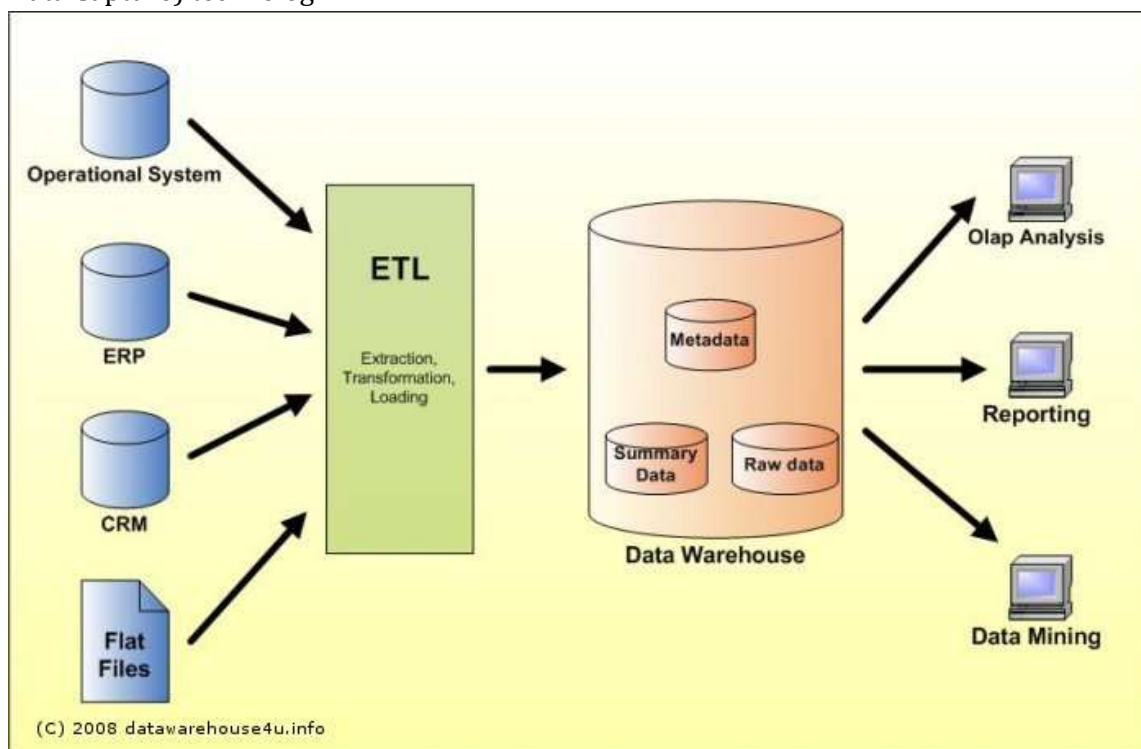 Operational System
ERP
CRM
Flat
Files
ETL
Extraction,
Transformation,
Loading
Metadata
Summary
Data
Raw data
Data Warehouse
Olap Analysis
Reporting
Data Mining
(C) 2008 datawarehouse4u.info